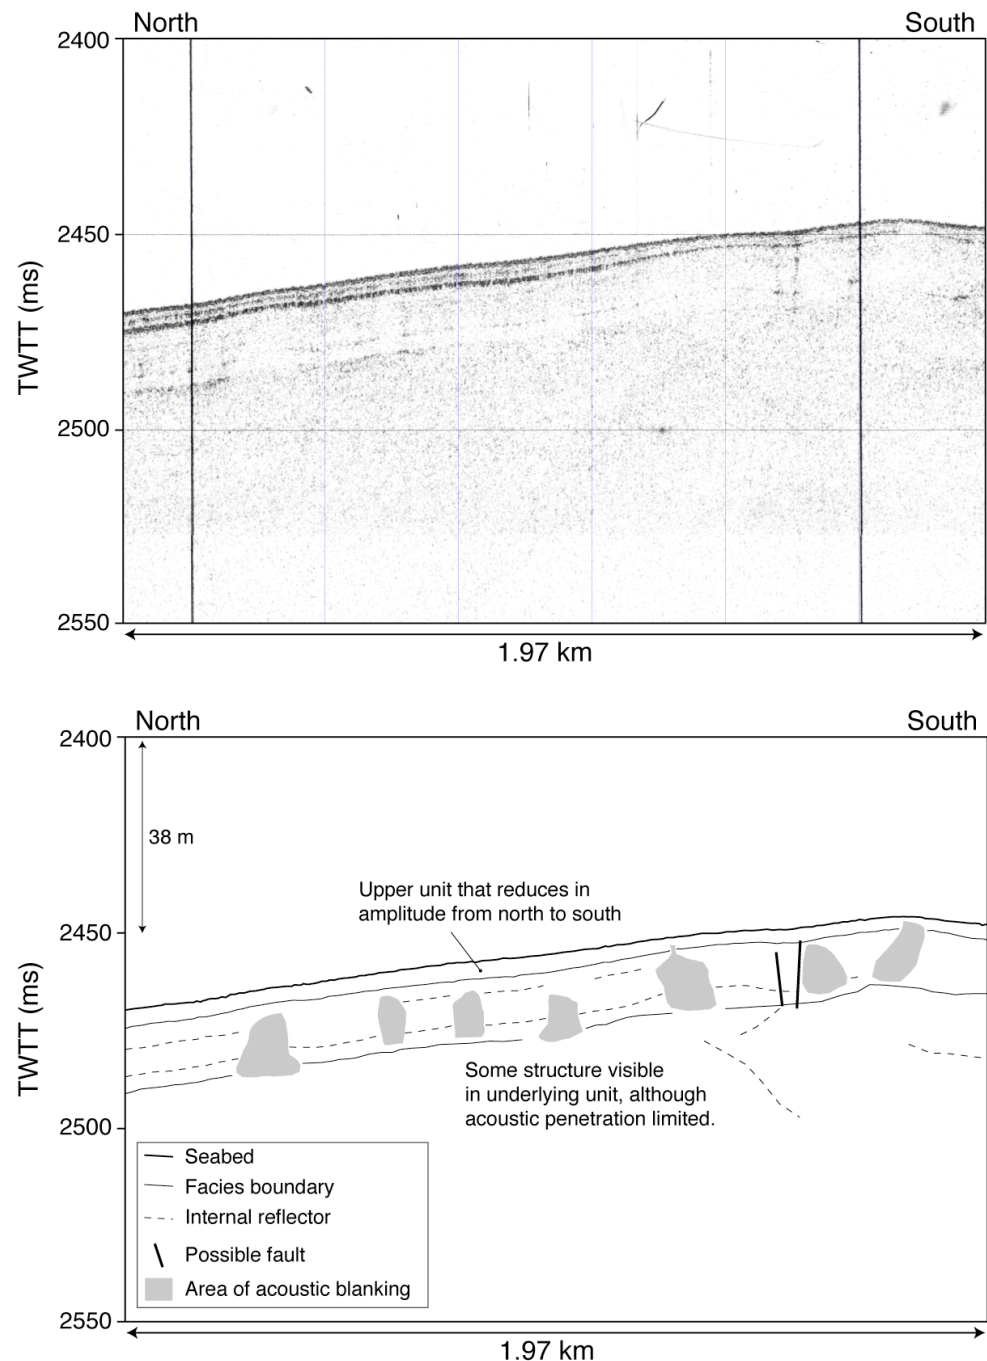 North South
2400
2450
TWTT (ms)
2500
2550
1.97 km
North South
2400
38 m
Upper unit that reduces in
amplitude from north to south
2450
TWTT (ms)
Some structure visible
in underlying unit, although
acoustic penetration limited.
2500
Seabed
Facies boundary
Internal reflector
Possible fault
Area of acoustic blanking
2550
1.97 km